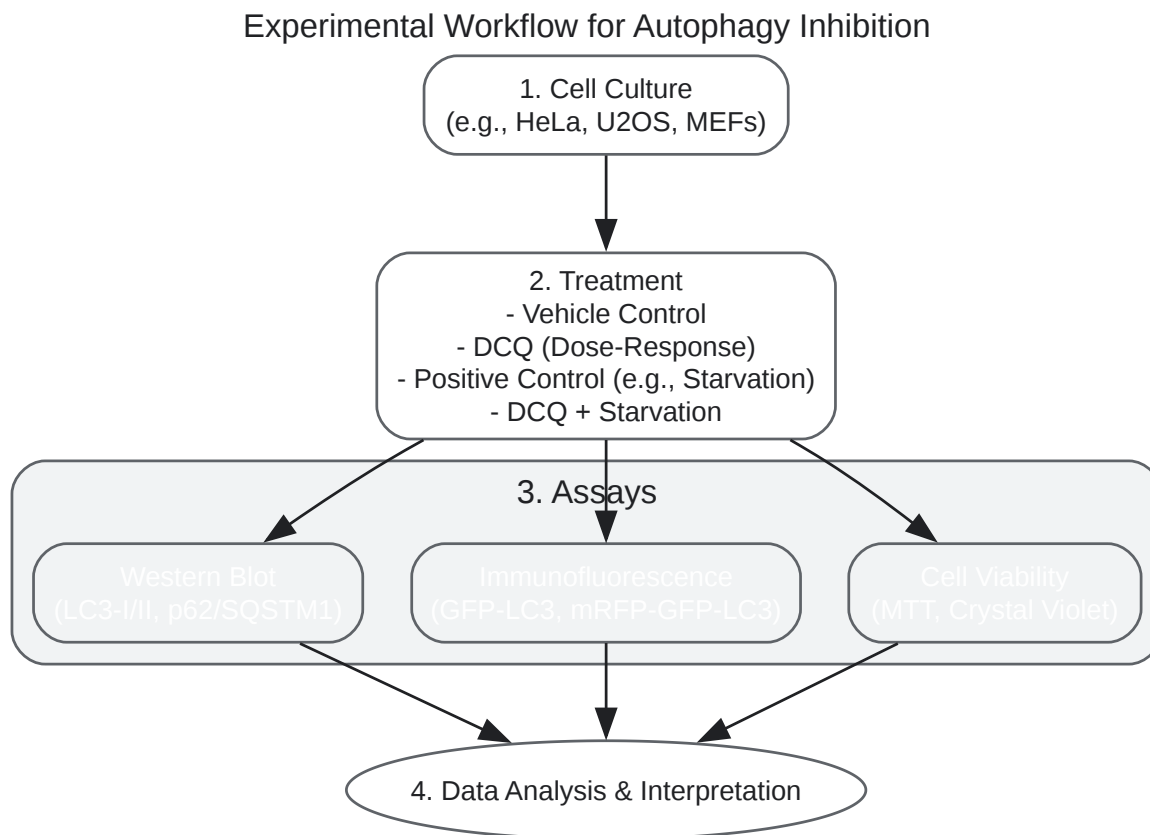 Experimental Workflow for Autophagy Inhibition
1. Cell Culture
(e.g., HeLa, U2OS, MEFs)
2. Treatment
- Vehicle Control
- DCQ (Dose-Response)
- Positive Control (e.g., Starvation)
- DCQ + Starvation
3. Assays
Western Blot
(LC3-I/II, p62/SQSTM1)
Immunofluorescence
(GFP-LC3, mRFP-GFP-LC3)
Cell Viability
(MTT, Crystal Violet)
4. Data Analysis & Interpretation